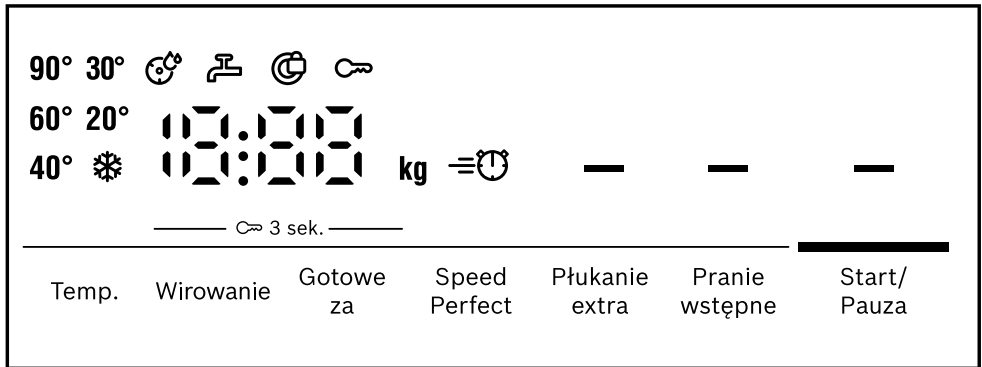 90° 30°
60° 20°
18:88
40° kg
3 sek.
Temp. Wirowanie Gotowe za Speed Perfect Płukanie extra Pranie wstępne Start/ Pauza